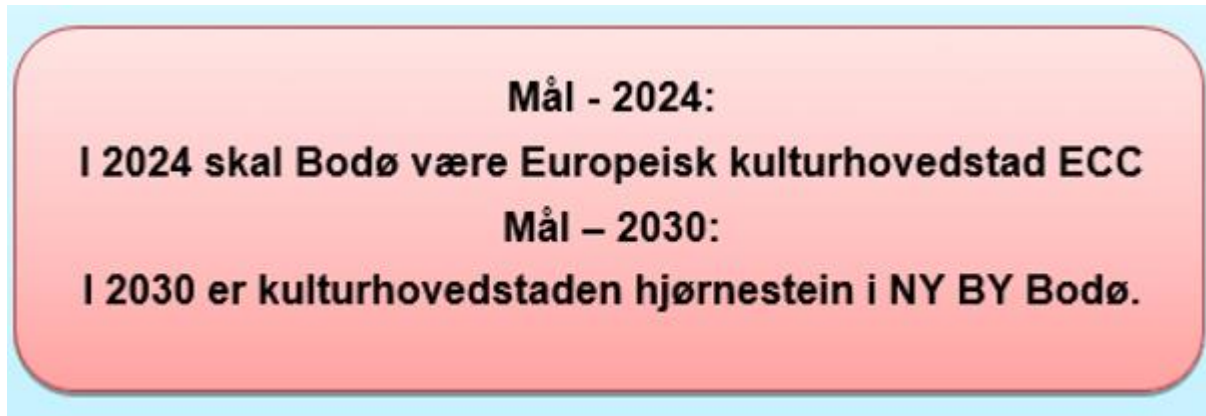 Mål - 2024:
I 2024 skal Bodø være Europeisk kulturhovedstad ECC
Mål – 2030:
I 2030 er kulturhovedstaden hjørnestein i NY BY Bodø.